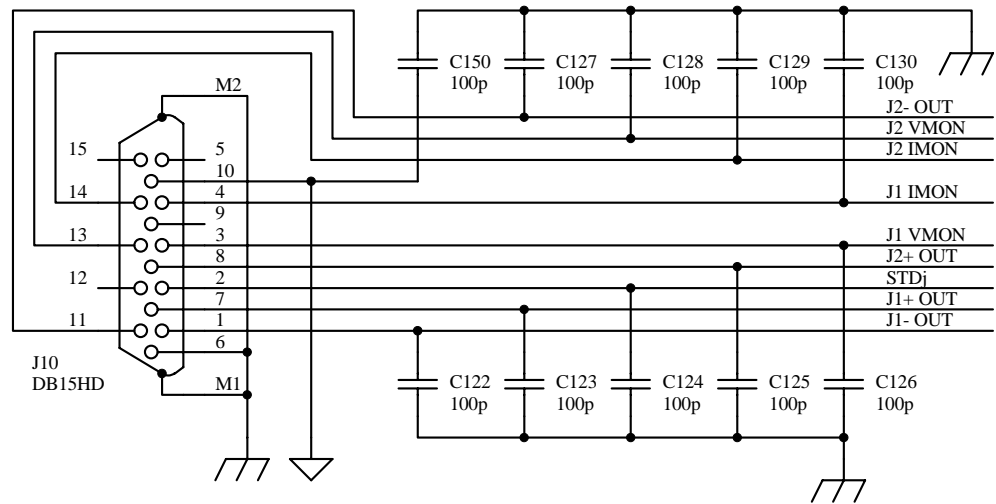 C150
100p
C127
100p
C128
100p
C129
100p
C130
100p
M2
J2- OUT
J2 VMON
J2 IMON
15
5
10
14
4
J1 IMON
9
13
3
J1 VMON
8
J2+ OUT
12
2
STDj
7
J1+ OUT
11
1
J1- OUT
6
J10
DB15HD
M1
C122
100p
C123
100p
C124
100p
C125
100p
C126
100p